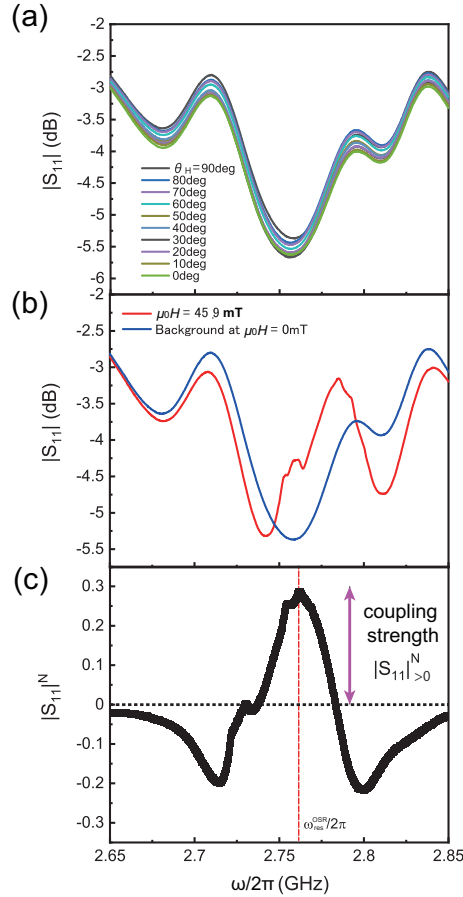 (a)
-2
-2.5
-3
-3.5
-4
-4.5
-5
-5.5
-6
|S₁₁| (dB)
θ H = 90deg
80deg
70deg
60deg
50deg
40deg
30deg
20deg
10deg
0deg
(b)
-2
-2.5
-3
-3.5
-4
-4.5
-5
-5.5
|S₁₁| (dB)
μ₀H = 45.9 mT
Background at μ₀H = 0mT
(c)
0.3
0.2
0.1
0
-0.1
-0.2
-0.3
|S₁₁|ᴺ
coupling
strength
|S₁₁|ᴺ>0
ω_res^OSR/2π
2.65 2.7 2.75 2.8 2.85
ω/2π (GHz)